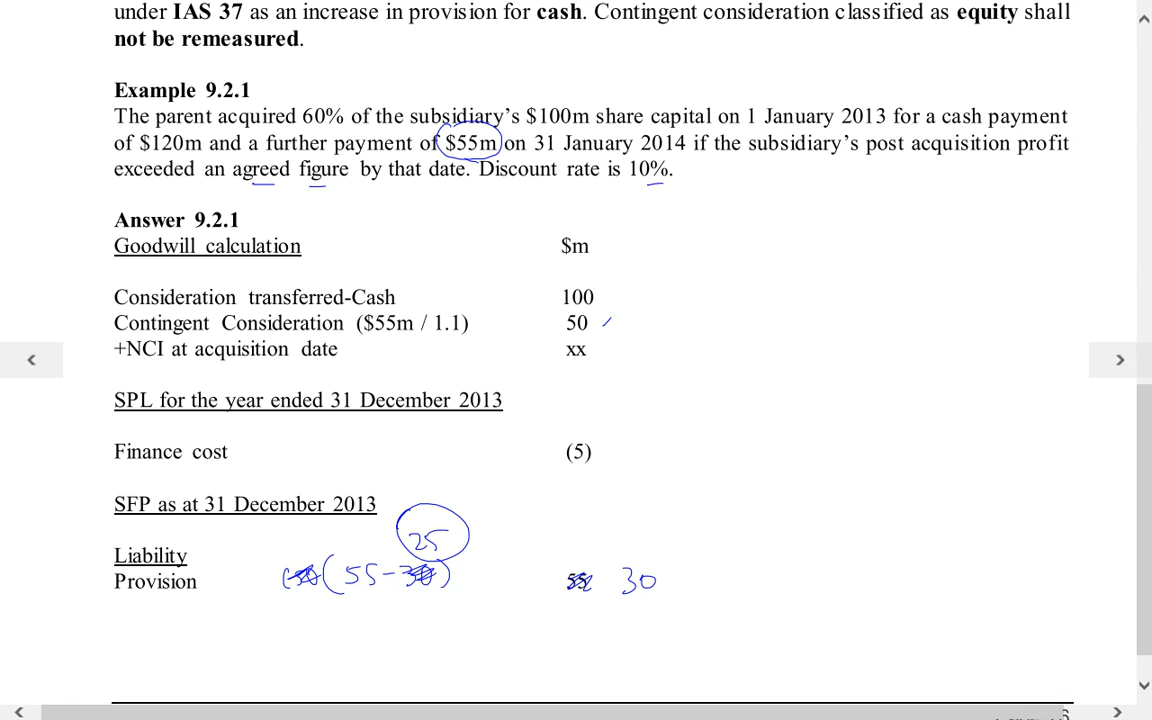 under IAS 37 as an increase in provision for cash. Contingent consideration classified as equity shall
not be remeasured.
Example 9.2.1
The parent acquired 60% of the subsidiary's $100m share capital on 1 January 2013 for a cash payment
of $120m and a further payment of $55m on 31 January 2014 if the subsidiary's post acquisition profit
exceeded an agreed figure by that date. Discount rate is 10%.
Answer 9.2.1
Goodwill calculation $m
Consideration transferred-Cash 100
Contingent Consideration ($55m / 1.1) 50
+NCI at acquisition date xx
SPL for the year ended 31 December 2013
Finance cost (5)
SFP as at 31 December 2013
25
Liability
Provision (55- ) 30